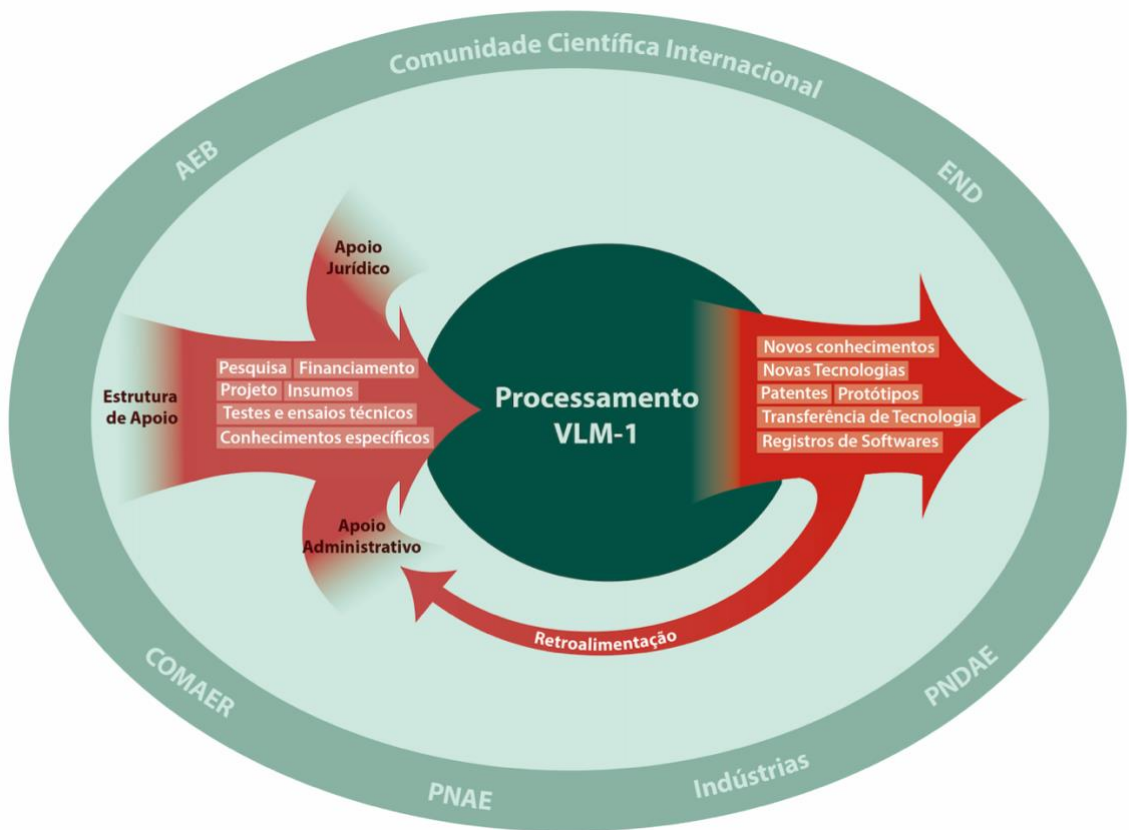 Comunidade Científica Internacional
AEB
END
Apoio
Jurídico
Estrutura
de Apoio
Pesquisa Financiamento
Projeto Insumos
Testes e ensaios técnicos
Conhecimentos específicos
Processamento
VLM-1
Novos conhecimentos
Novas Tecnologias
Patentes Protótipos
Transferência de Tecnologia
Registros de Softwares
Apoio
Administrativo
Retroalimentação
COMAER
PNDAE
PNAE
Indústrias